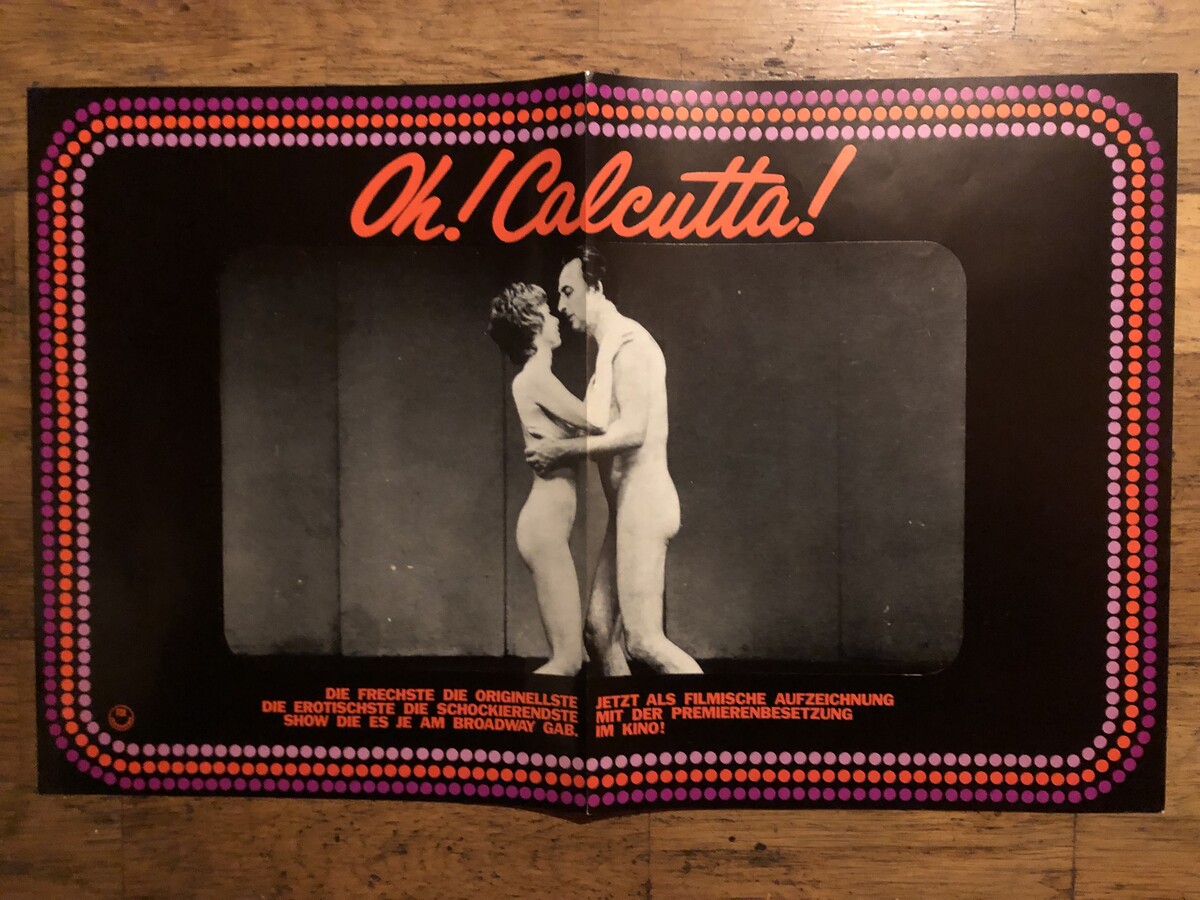 Oh! Calcutta!
DIE FRECHSTE DIE ORIGINELLSTE
DIE EROTISCHSTE DIE SCHOCKIERENDSTE
SHOW DIE ES JE AM BROADWAY GAB.
JETZT ALS FILMISCHE AUFZEICHNUNG
MIT DER PREMIERENBESETZUNG
IM KINO!